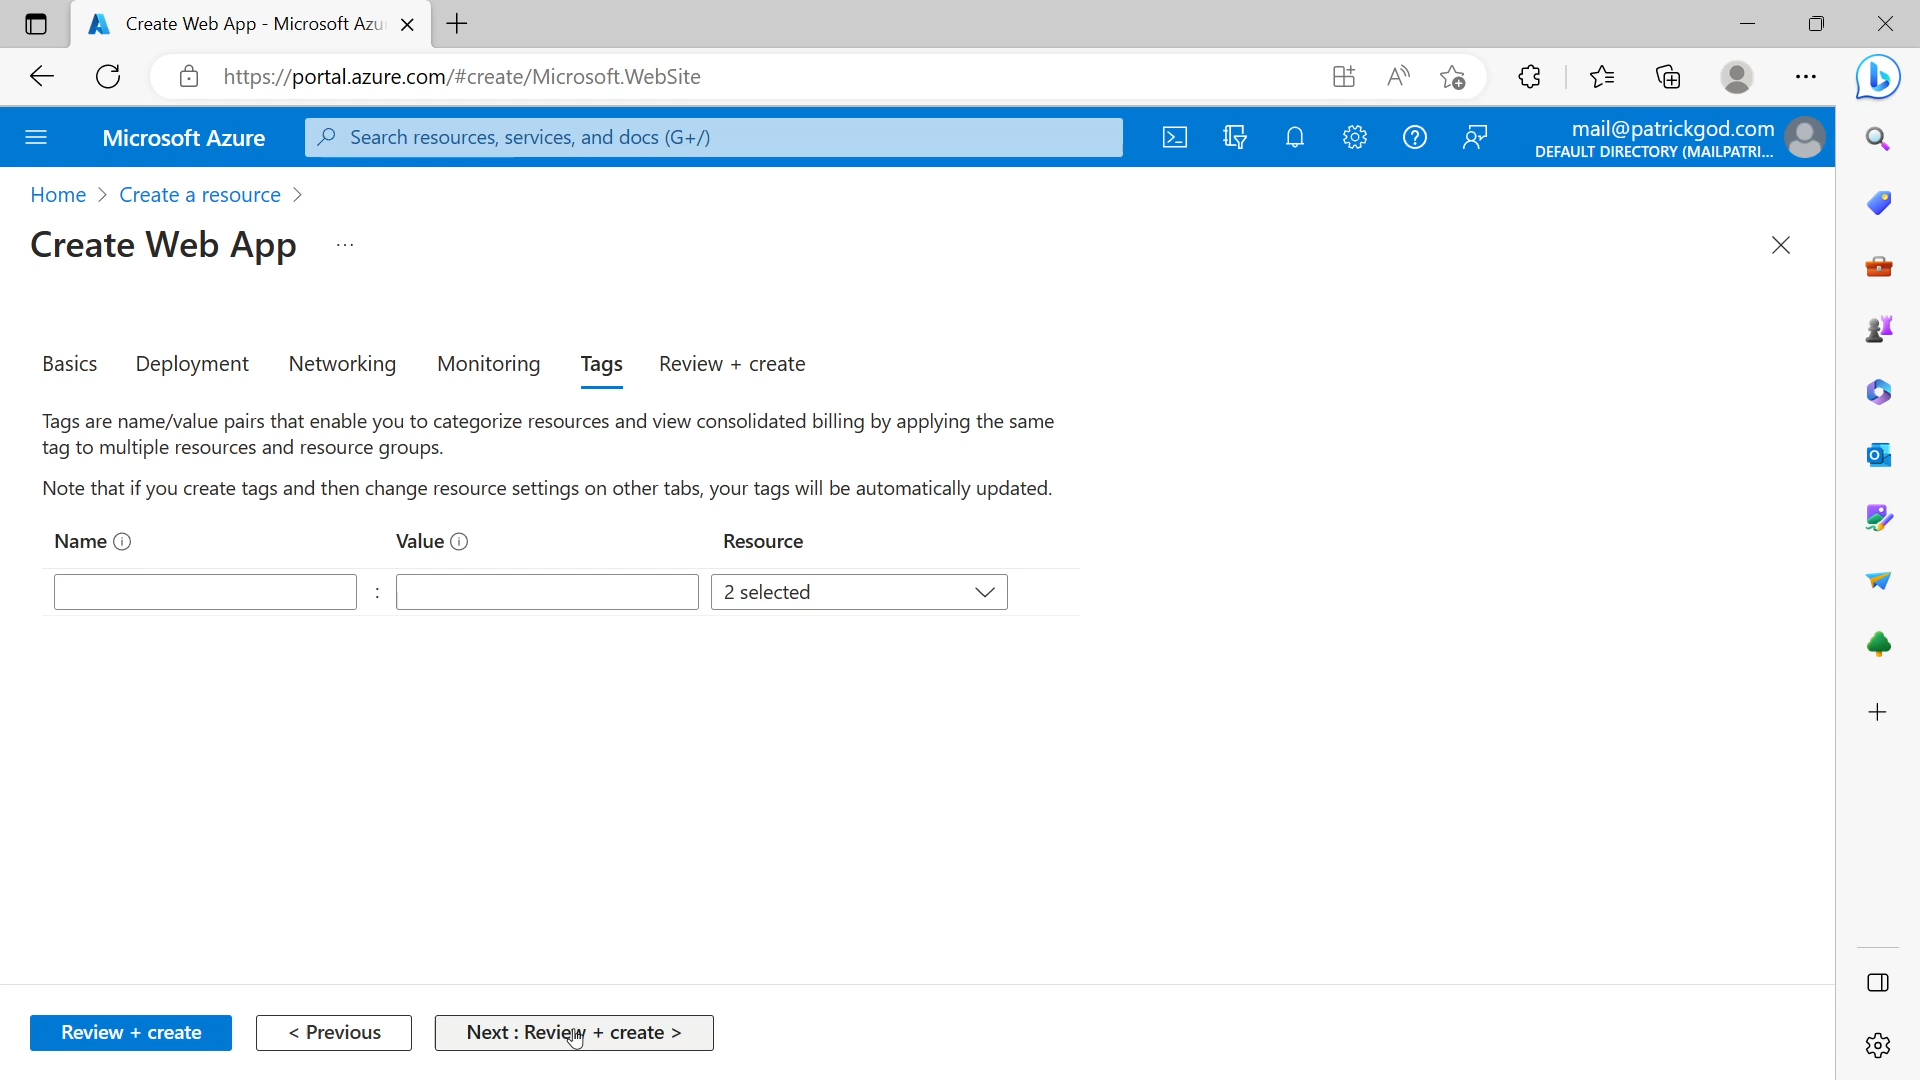 Create Web App - Microsoft Azu
https://portal.azure.com/#create/Microsoft.WebSite
Microsoft Azure
Search resources, services, and docs (G+/)
mail@patrickgod.com
DEFAULT DIRECTORY (MAILPATRI...
Home > Create a resource >
Create Web App ...
Basics Deployment Networking Monitoring Tags Review + create
Tags are name/value pairs that enable you to categorize resources and view consolidated billing by applying the same
tag to multiple resources and resource groups.
Note that if you create tags and then change resource settings on other tabs, your tags will be automatically updated.
Name Value Resource
: 2 selected
Review + create < Previous Next : Review + create >